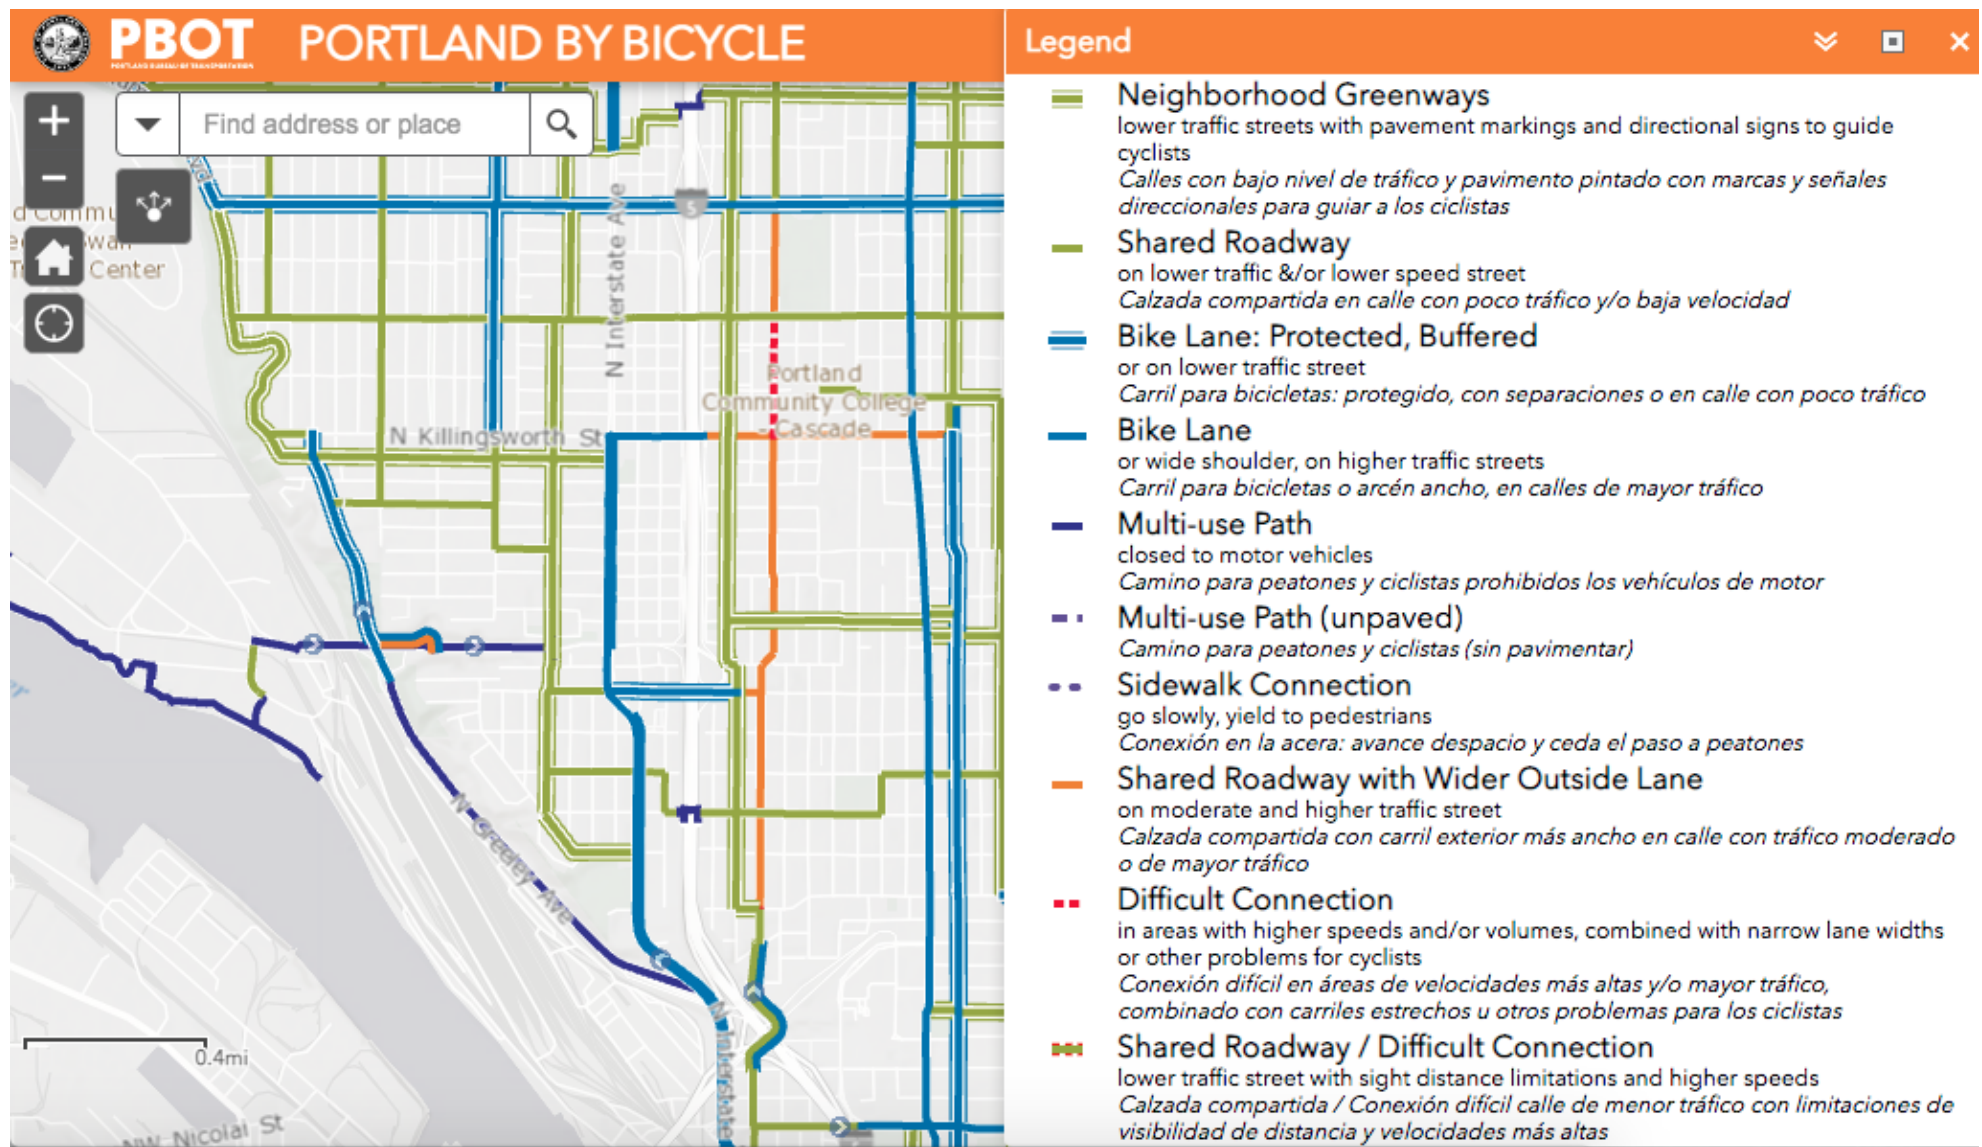 PBOT
PORTLAND BUREAU OF TRANSPORTATION
PORTLAND BY BICYCLE
Find address or place
+
−
d Commu
Swan
Center
N Interstate Ave
5
Portland
Community College
- Cascade
N Killingsworth St
N Greeley Ave
N Interstate
0.4mi
NW Nicolai St
Legend
Neighborhood Greenways
lower traffic streets with pavement markings and directional signs to guide
cyclists
Calles con bajo nivel de tráfico y pavimento pintado con marcas y señales
direccionales para guiar a los ciclistas
Shared Roadway
on lower traffic &/or lower speed street
Calzada compartida en calle con poco tráfico y/o baja velocidad
Bike Lane: Protected, Buffered
or on lower traffic street
Carril para bicicletas: protegido, con separaciones o en calle con poco tráfico
Bike Lane
or wide shoulder, on higher traffic streets
Carril para bicicletas o arcén ancho, en calles de mayor tráfico
Multi-use Path
closed to motor vehicles
Camino para peatones y ciclistas prohibidos los vehículos de motor
Multi-use Path (unpaved)
Camino para peatones y ciclistas (sin pavimentar)
Sidewalk Connection
go slowly, yield to pedestrians
Conexión en la acera: avance despacio y ceda el paso a peatones
Shared Roadway with Wider Outside Lane
on moderate and higher traffic street
Calzada compartida con carril exterior más ancho en calle con tráfico moderado
o de mayor tráfico
Difficult Connection
in areas with higher speeds and/or volumes, combined with narrow lane widths
or other problems for cyclists
Conexión difícil en áreas de velocidades más altas y/o mayor tráfico,
combinado con carriles estrechos u otros problemas para los ciclistas
Shared Roadway / Difficult Connection
lower traffic street with sight distance limitations and higher speeds
Calzada compartida / Conexión difícil calle de menor tráfico con limitaciones de
visibilidad de distancia y velocidades más altas